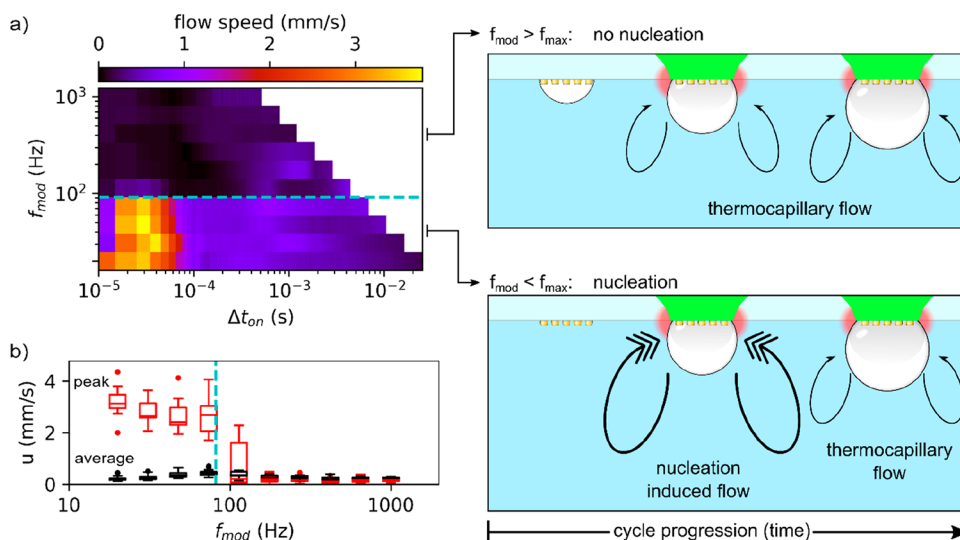 a)
flow speed (mm/s)
0 1 2 3
10³
10²
f_mod (Hz)
10⁻⁵ 10⁻⁴ 10⁻³ 10⁻²
Δt_on (s)
f_mod > f_max: no nucleation
thermocapillary flow
f_mod < f_max: nucleation
nucleation
induced flow
thermocapillary
flow
cycle progression (time)
b)
peak
average
u (mm/s)
4
2
0
10 100 1000
f_mod (Hz)